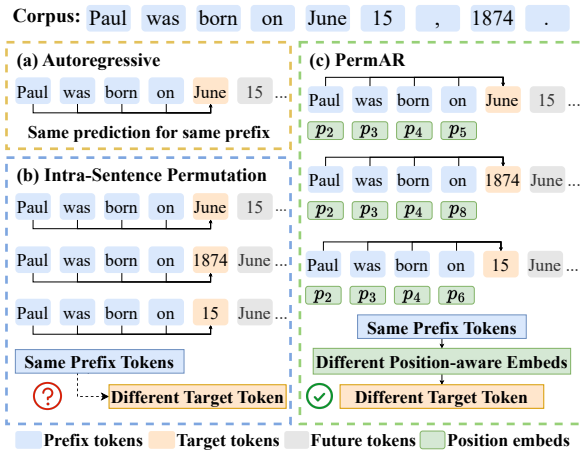 Corpus: Paul was born on June 15 , 1874 .
(a) Autoregressive
Paul was born on June 15 ...
Same prediction for same prefix
(b) Intra-Sentence Permutation
Paul was born on June 15 ...
Paul was born on 1874 June...
Paul was born on 15 June...
Same Prefix Tokens
?
Different Target Token
(c) PermAR
Paul was born on June 15 ...
p2 p3 p4 p5
Paul was born on 1874 June...
p2 p3 p4 p8
Paul was born on 15 June...
p2 p3 p4 p6
Same Prefix Tokens
Different Position-aware Embeds
Different Target Token
Prefix tokens Target tokens Future tokens Position embeds